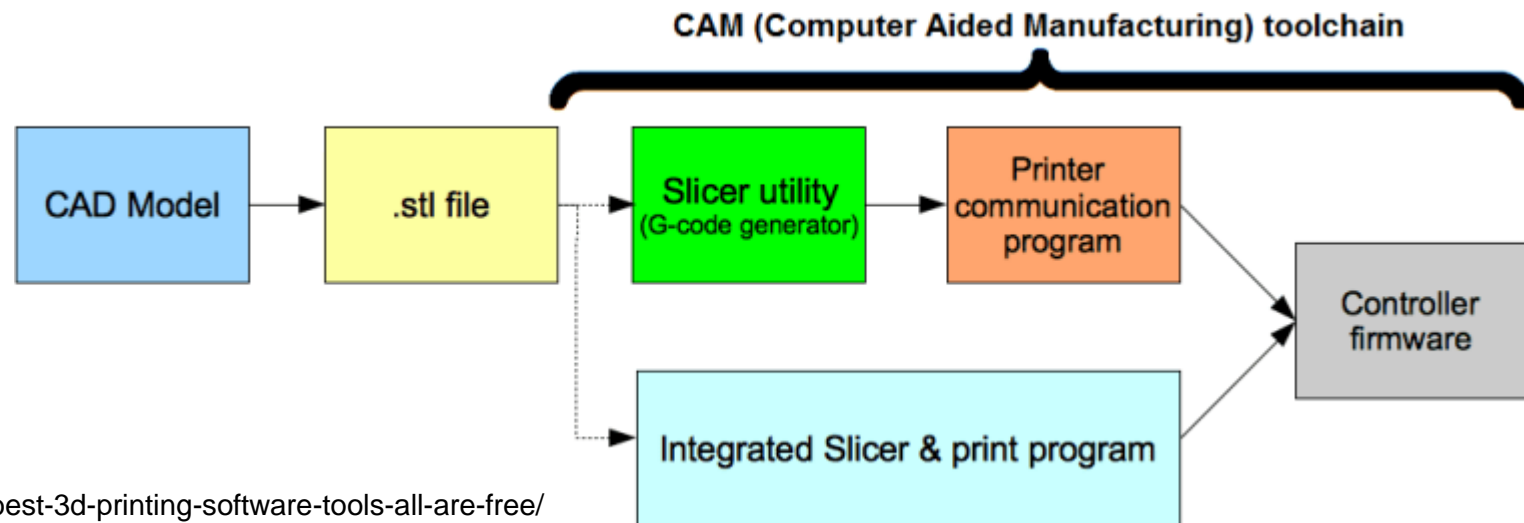 CAM (Computer Aided Manufacturing) toolchain
CAD Model
.stl file
Slicer utility
(G-code generator)
Printer
communication
program
Controller
firmware
Integrated Slicer & print program
best-3d-printing-software-tools-all-are-free/